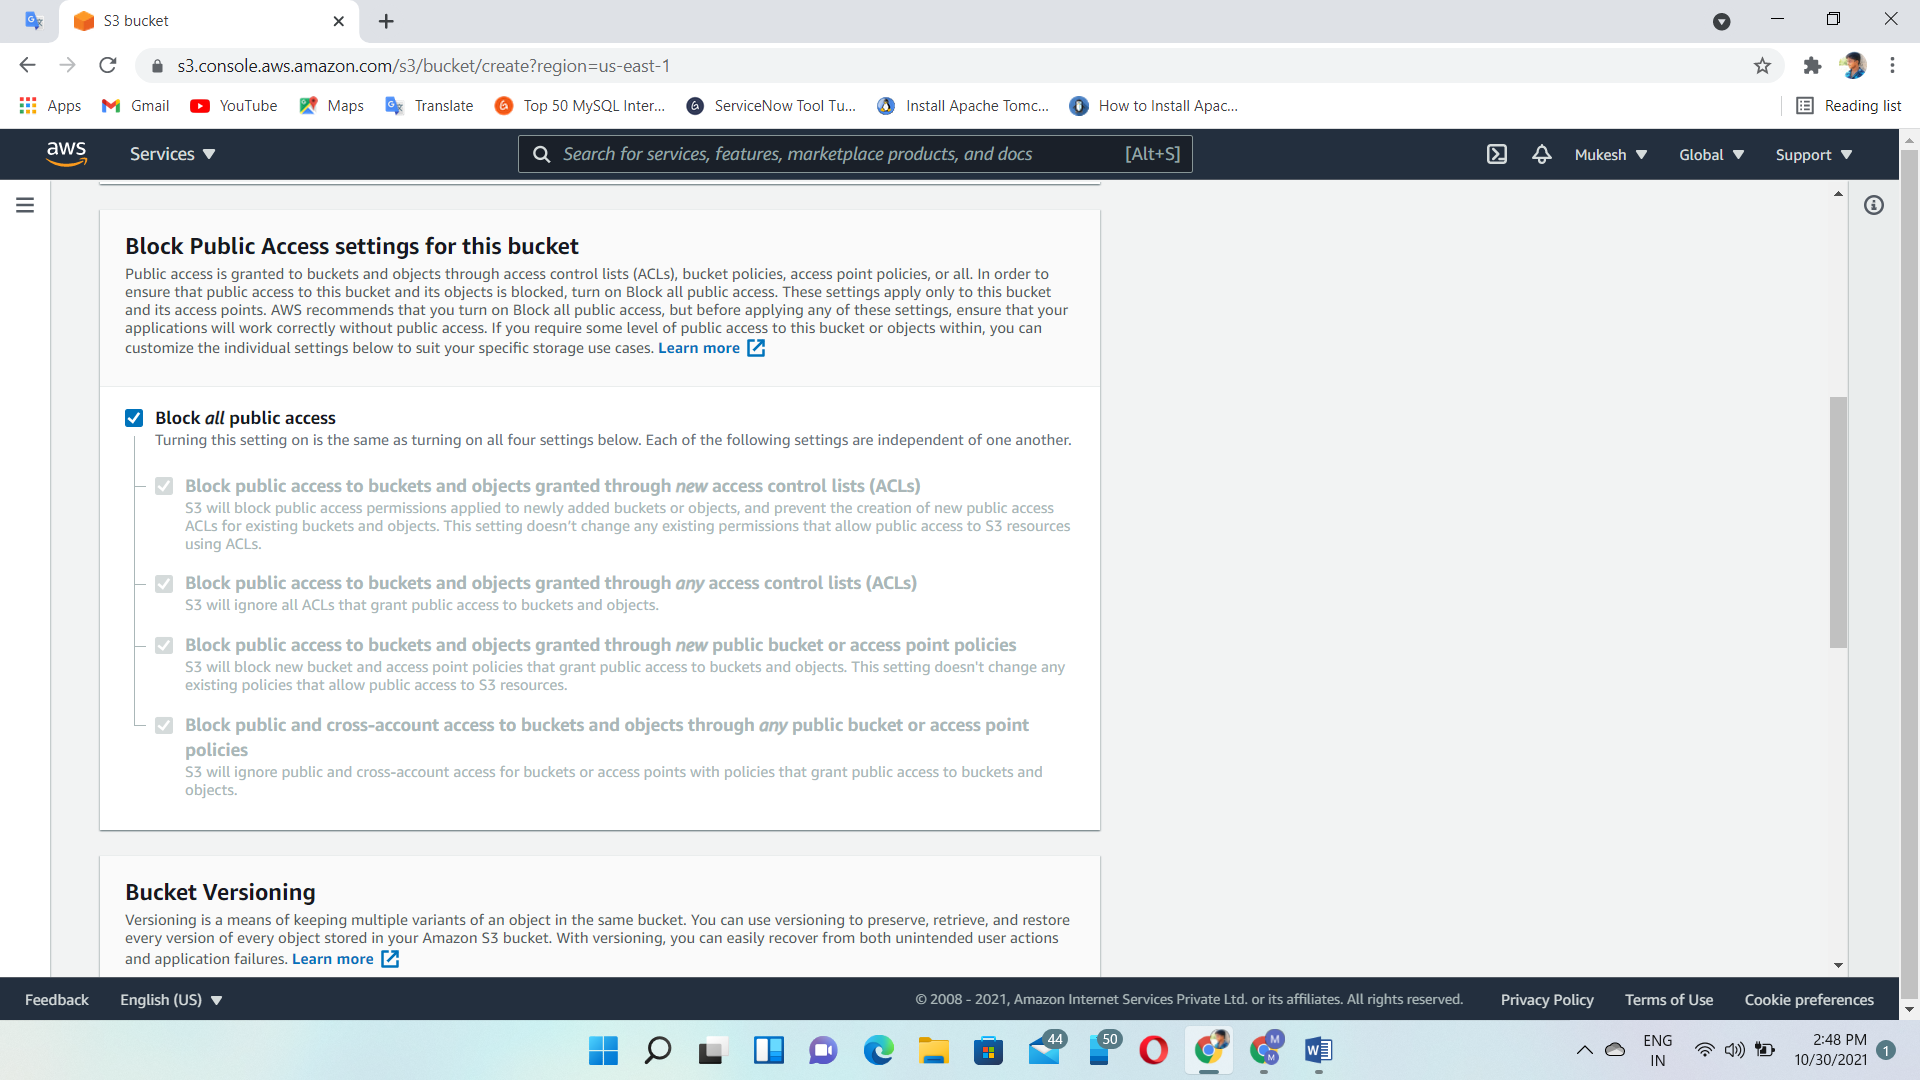 S3 bucket
s3.console.aws.amazon.com/s3/bucket/create?region=us-east-1
Apps Gmail YouTube Maps Translate Top 50 MySQL Inter... ServiceNow Tool Tu... Install Apache Tomc... How to Install Apac... Reading list
aws Services Search for services, features, marketplace products, and docs [Alt+S] Mukesh Global Support
Block Public Access settings for this bucket
Public access is granted to buckets and objects through access control lists (ACLs), bucket policies, access point policies, or all. In order to
ensure that public access to this bucket and its objects is blocked, turn on Block all public access. These settings apply only to this bucket
and its access points. AWS recommends that you turn on Block all public access, but before applying any of these settings, ensure that your
applications will work correctly without public access. If you require some level of public access to this bucket or objects within, you can
customize the individual settings below to suit your specific storage use cases. Learn more
Block all public access
Turning this setting on is the same as turning on all four settings below. Each of the following settings are independent of one another.
Block public access to buckets and objects granted through new access control lists (ACLs)
S3 will block public access permissions applied to newly added buckets or objects, and prevent the creation of new public access
ACLs for existing buckets and objects. This setting doesn't change any existing permissions that allow public access to S3 resources
using ACLs.
Block public access to buckets and objects granted through any access control lists (ACLs)
S3 will ignore all ACLs that grant public access to buckets and objects.
Block public access to buckets and objects granted through new public bucket or access point policies
S3 will block new bucket and access point policies that grant public access to buckets and objects. This setting doesn't change any
existing policies that allow public access to S3 resources.
Block public and cross-account access to buckets and objects through any public bucket or access point
policies
S3 will ignore public and cross-account access for buckets or access points with policies that grant public access to buckets and
objects.
Bucket Versioning
Versioning is a means of keeping multiple variants of an object in the same bucket. You can use versioning to preserve, retrieve, and restore
every version of every object stored in your Amazon S3 bucket. With versioning, you can easily recover from both unintended user actions
and application failures. Learn more
Feedback English (US) © 2008 - 2021, Amazon Internet Services Private Ltd. or its affiliates. All rights reserved. Privacy Policy Terms of Use Cookie preferences
44 50 M M ENG 2:48 PM
IN 10/30/2021 1